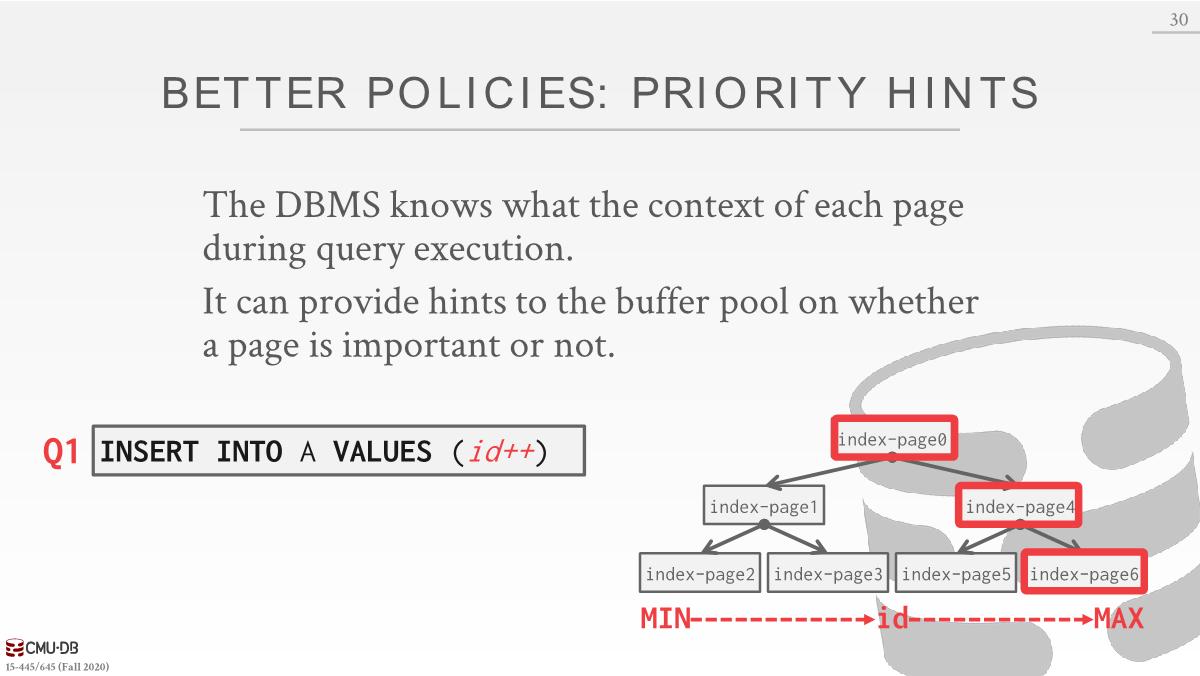 30
BETTER POLICIES: PRIORITY HINTS
The DBMS knows what the context of each page
during query execution.
It can provide hints to the buffer pool on whether
a page is important or not.
Q1 INSERT INTO A VALUES (id++)
index-page0
index-page1 index-page4
index-page2 index-page3 index-page5 index-page6
MIN id MAX
CMU·DB
15-445/645 (Fall 2020)